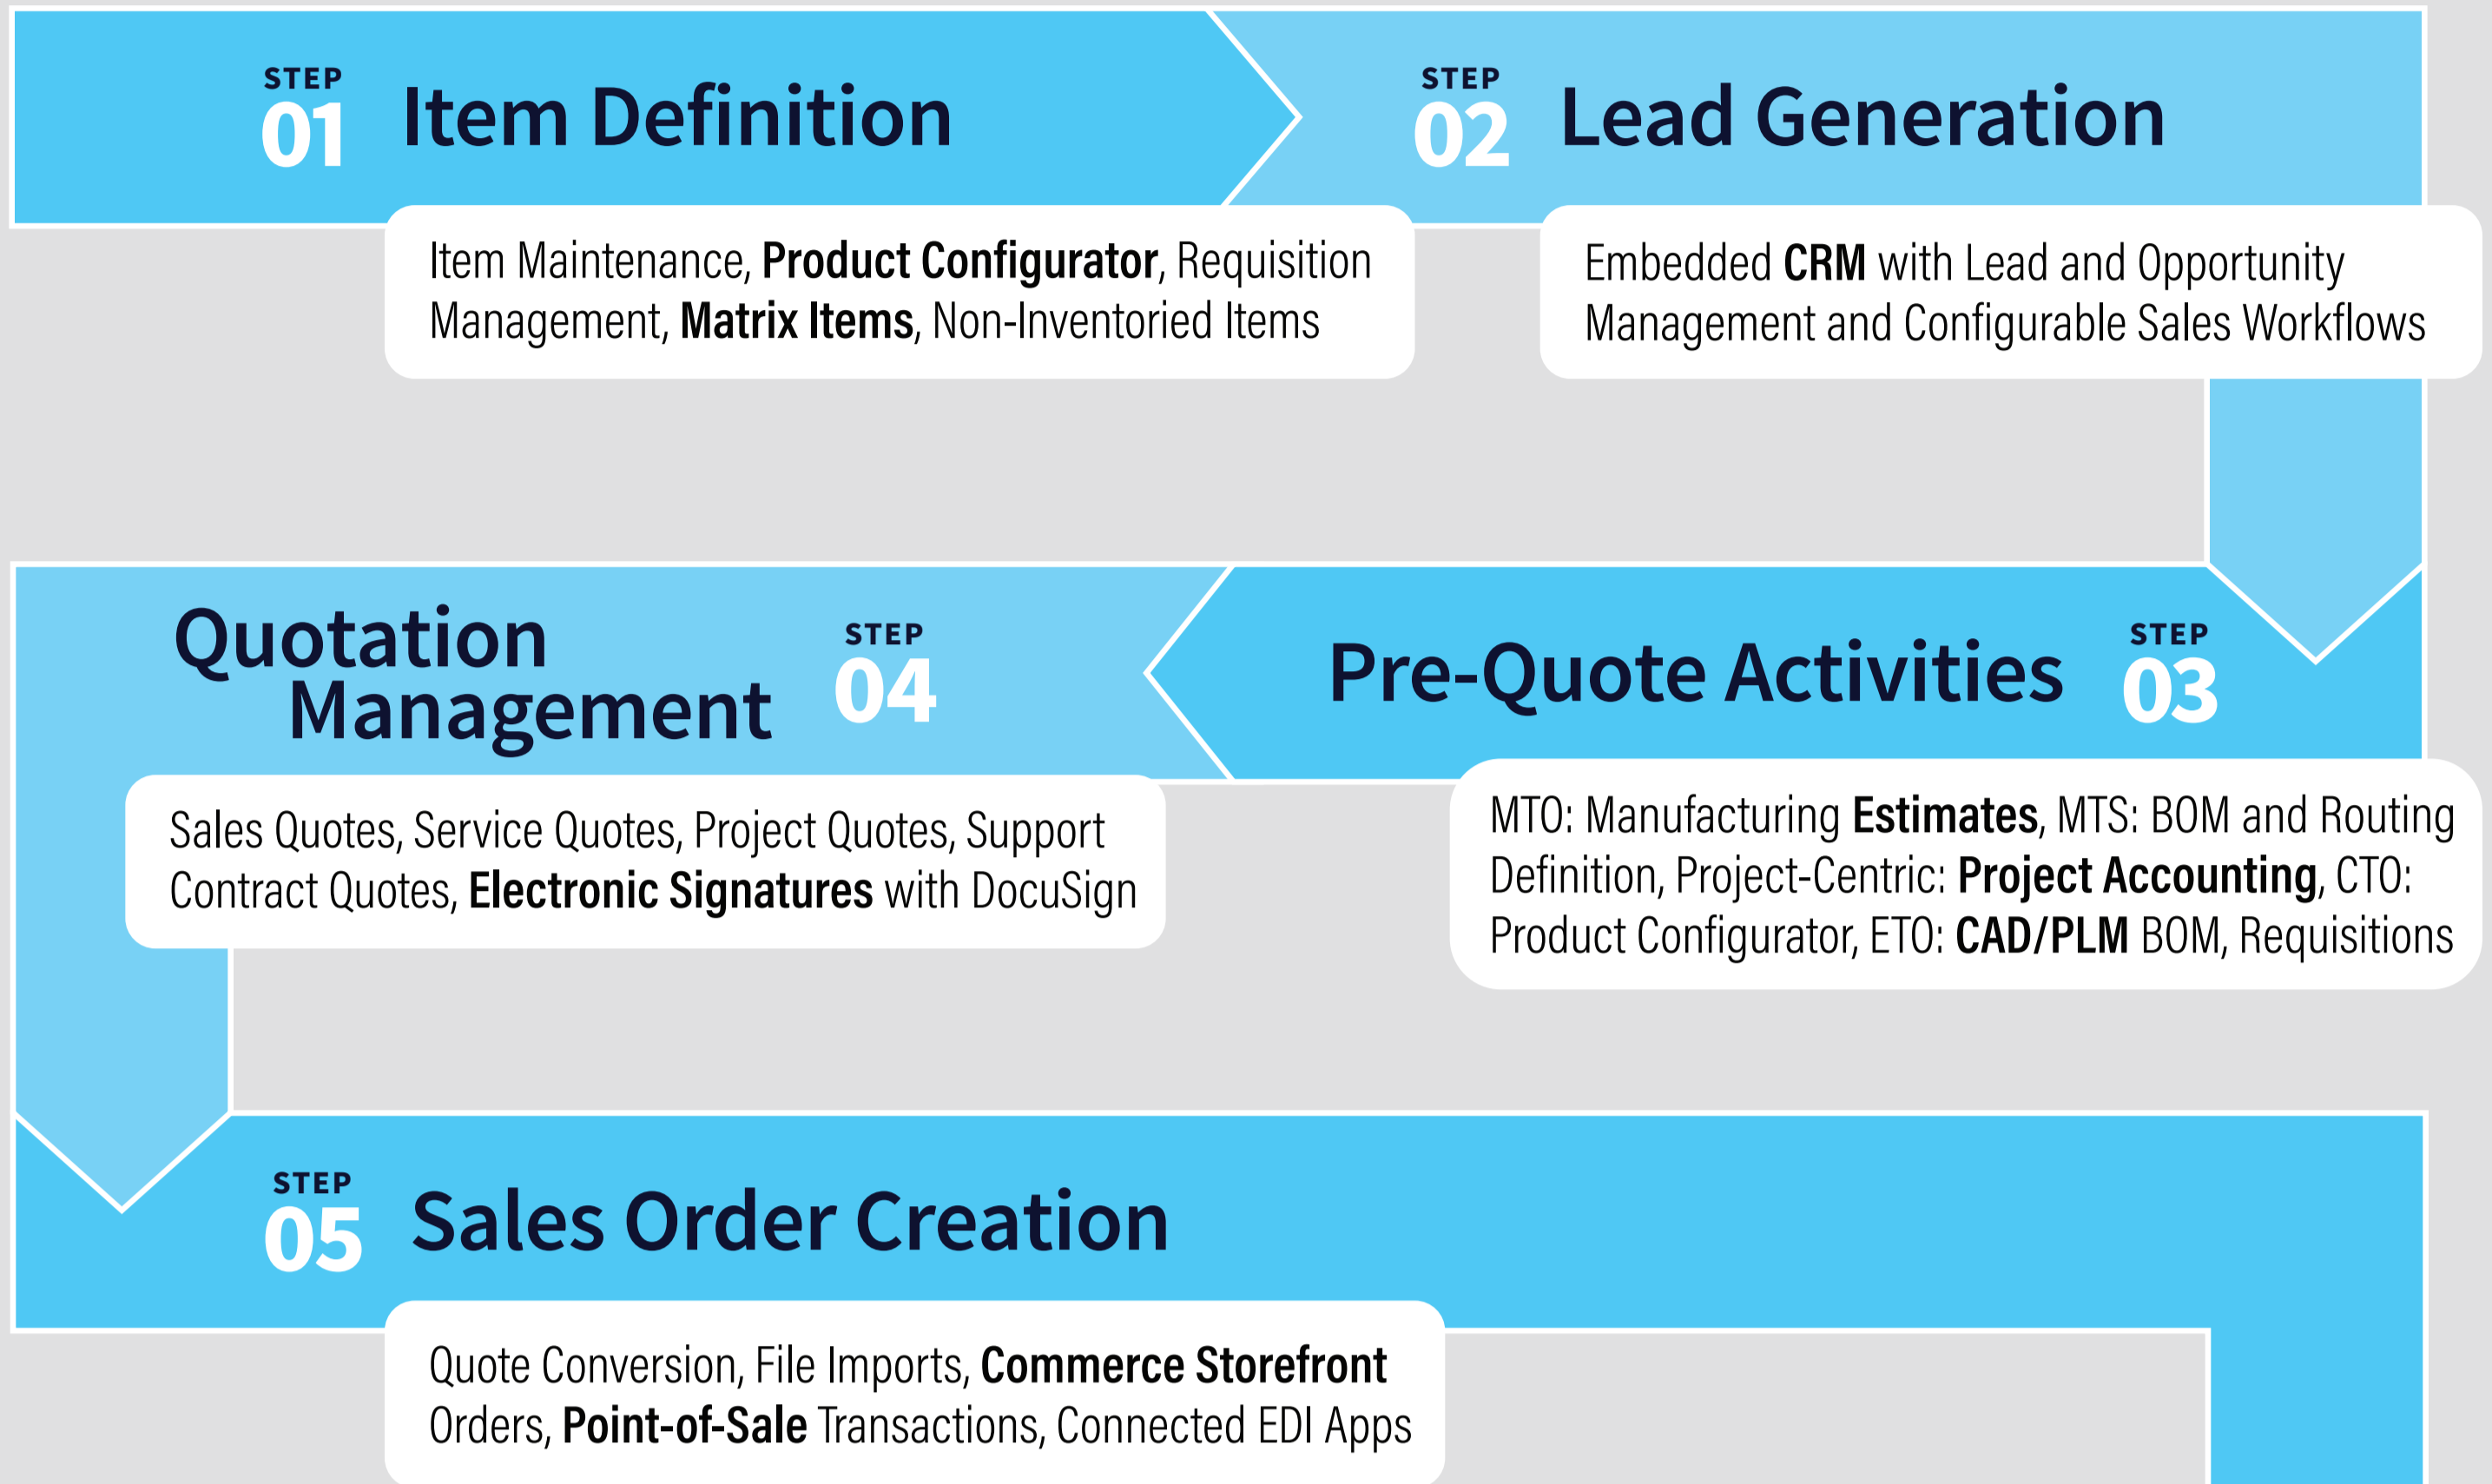 STEP
01
Item Definition
Item Maintenance, Product Configurator, Requisition
Management, Matrix Items, Non-Inventoried Items
STEP
02
Lead Generation
Embedded CRM with Lead and Opportunity
Management and Configurable Sales Workflows
STEP
03
Pre-Quote Activities
MTO: Manufacturing Estimates, MTS: BOM and Routing
Definition, Project-Centric: Project Accounting, CTO:
Product Configurator, ETO: CAD/PLM BOM, Requisitions
STEP
04
Quotation
Management
Sales Quotes, Service Quotes, Project Quotes, Support
Contract Quotes, Electronic Signatures with DocuSign
STEP
05
Sales Order Creation
Quote Conversion, File Imports, Commerce Storefront
Orders, Point-of-Sale Transactions, Connected EDI Apps